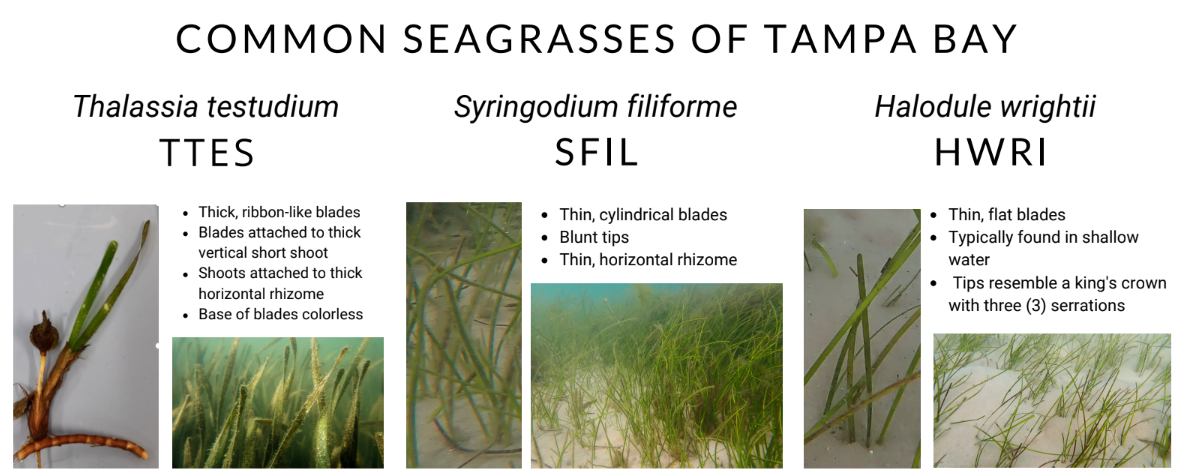 COMMON SEAGRASSES OF TAMPA BAY
Thalassia testudium
TTES
• Thick, ribbon-like blades
• Blades attached to thick
vertical short shoot
• Shoots attached to thick
horizontal rhizome
• Base of blades colorless
Syringodium filiforme
SFIL
• Thin, cylindrical blades
• Blunt tips
• Thin, horizontal rhizome
Halodule wrightii
HWRI
• Thin, flat blades
• Typically found in shallow
water
• Tips resemble a king's crown
with three (3) serrations